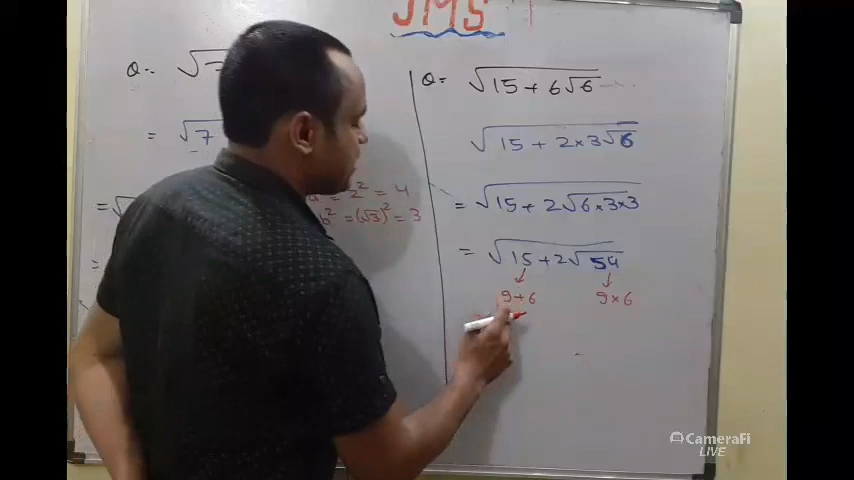 JMS
Q:- √7
= √7
= √
a² = 2² = 4
b² = (√3)² = 3
=
Q= √15 + 6√6
√15 + 2×3√6
= √15 + 2√6×3×3
= √15 + 2√54
9+6 9×6
CameraFi
LIVE